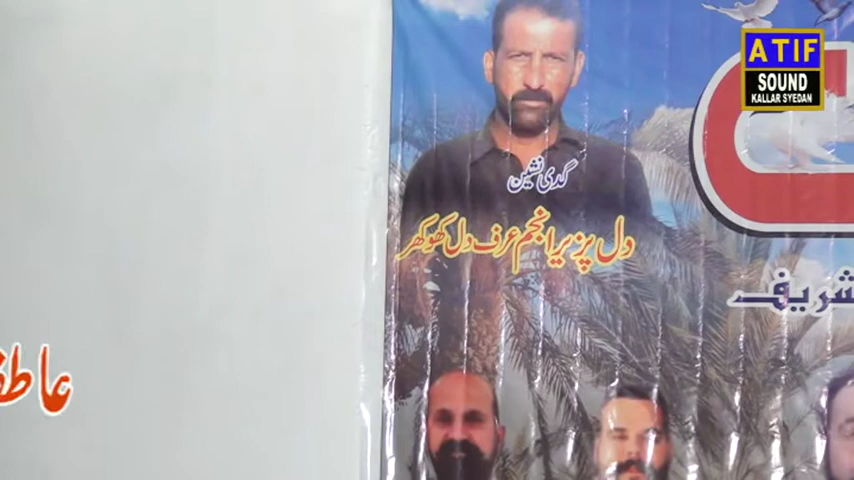 ATIF
SOUND
KALLAR SYEDAN
گدی نشین
دل پزیر انجم عرف دل کھوکھر
شریف